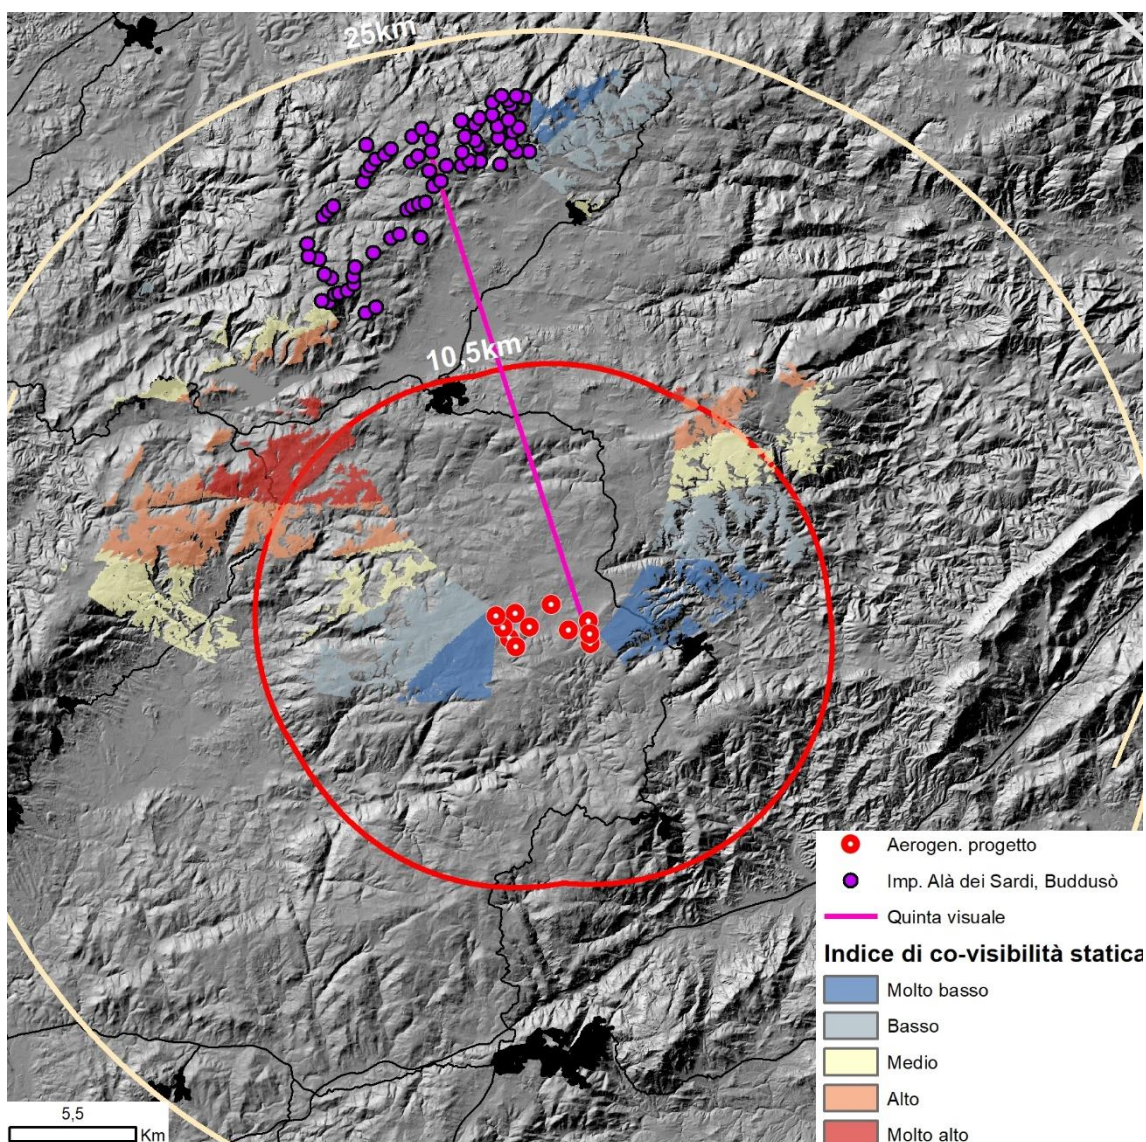 25km
10,5km
Aerogen. progetto
Imp. Alà dei Sardi, Buddusò
Quinta visuale
Indice di co-visibilità statica
Molto basso
Basso
Medio
Alto
Molto alto
5,5
Km